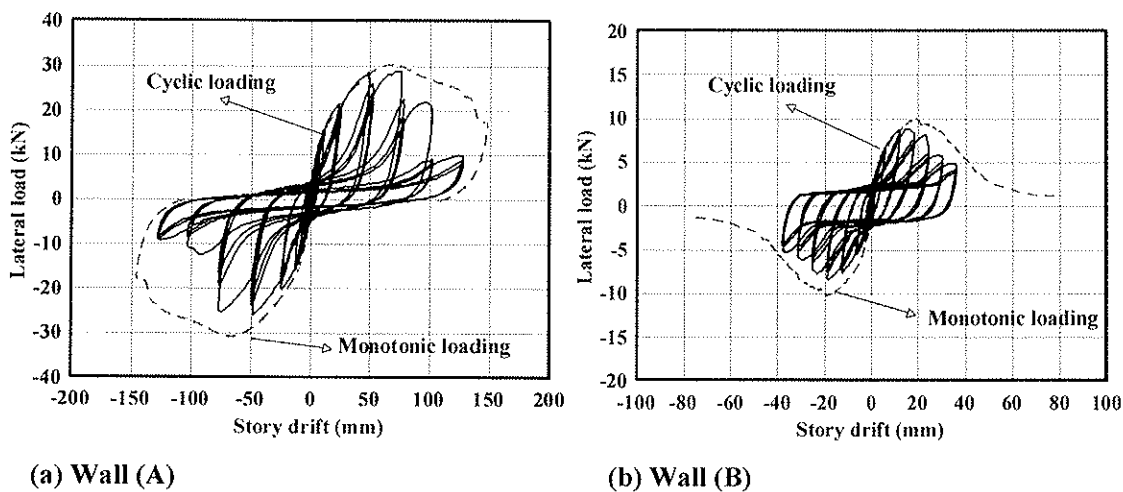 40
30
20
10
0
-10
-20
-30
-40
-200 -150 -100 -50 0 50 100 150 200
Lateral load (kN)
Story drift (mm)
Cyclic loading
Monotonic loading
(a) Wall (A)
20
15
10
5
0
-5
-10
-15
-20
-100 -80 -60 -40 -20 0 20 40 60 80 100
Lateral load (kN)
Story drift (mm)
Cyclic loading
Monotonic loading
(b) Wall (B)